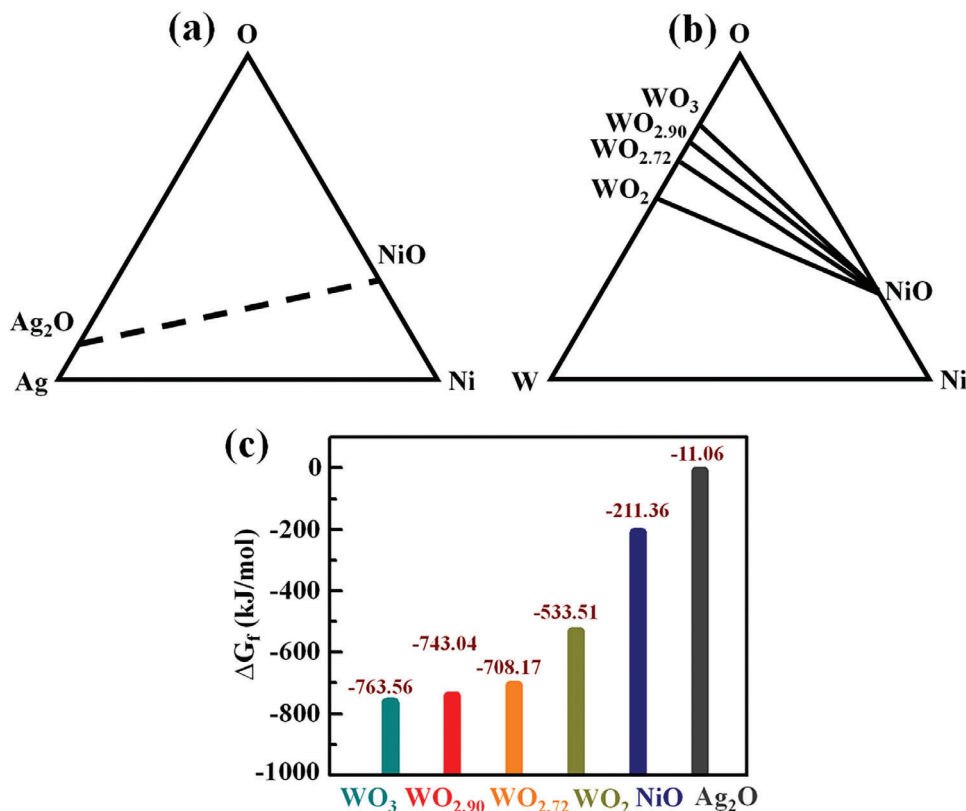 (a)
O
NiO
Ag₂O
Ag
Ni
(b)
O
WO₃
WO₂.₉₀
WO₂.₇₂
WO₂
NiO
W
Ni
(c)
ΔG_f (kJ/mol)
0
-200
-400
-600
-800
-1000
-763.56
-743.04
-708.17
-533.51
-211.36
-11.06
WO₃ WO₂.₉₀ WO₂.₇₂ WO₂ NiO Ag₂O